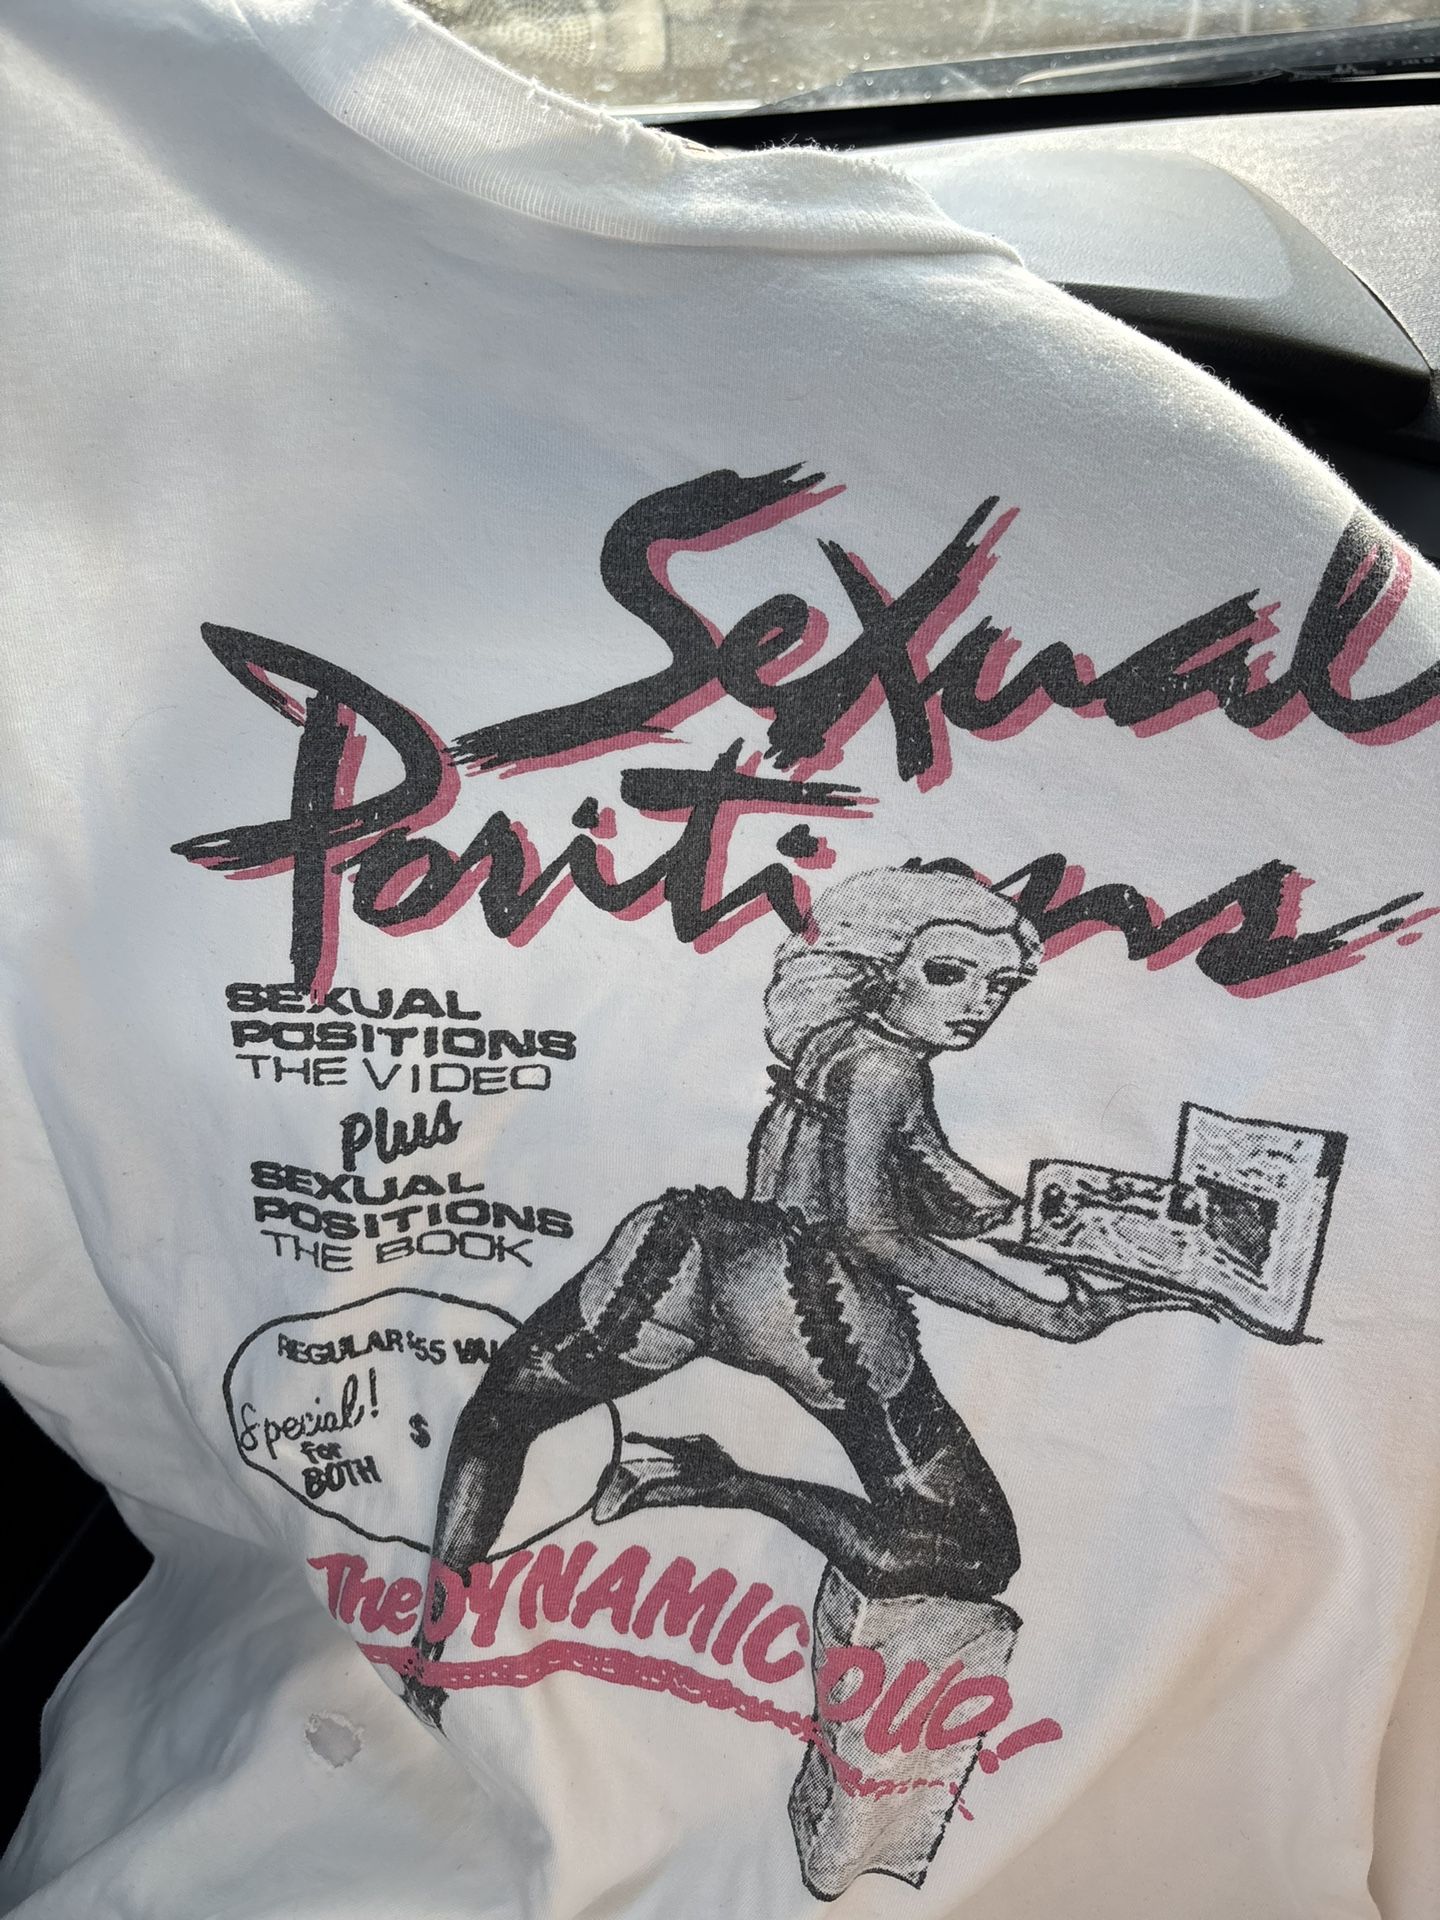 Sexual
Positions
SEXUAL
POSITIONS
THE VIDEO
plus
SEXUAL
POSITIONS
THE BOOK
REGULAR $55
Special!
for
BOTH
$
The DYNAMIC DUO!